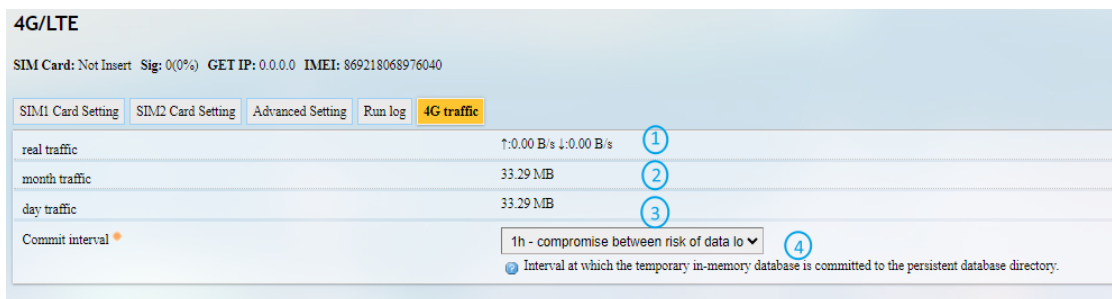 4G/LTE
SIM Card: Not Insert Sig: 0(0%) GET IP: 0.0.0.0 IMEI: 869218068976040
SIM1 Card Setting SIM2 Card Setting Advanced Setting Run log 4G traffic
real traffic ↑:0.00 B/s ↓:0.00 B/s 1
month traffic 33.29 MB 2
day traffic 33.29 MB 3
Commit interval 1h - compromise between risk of data lo 4
Interval at which the temporary in-memory database is committed to the persistent database directory.